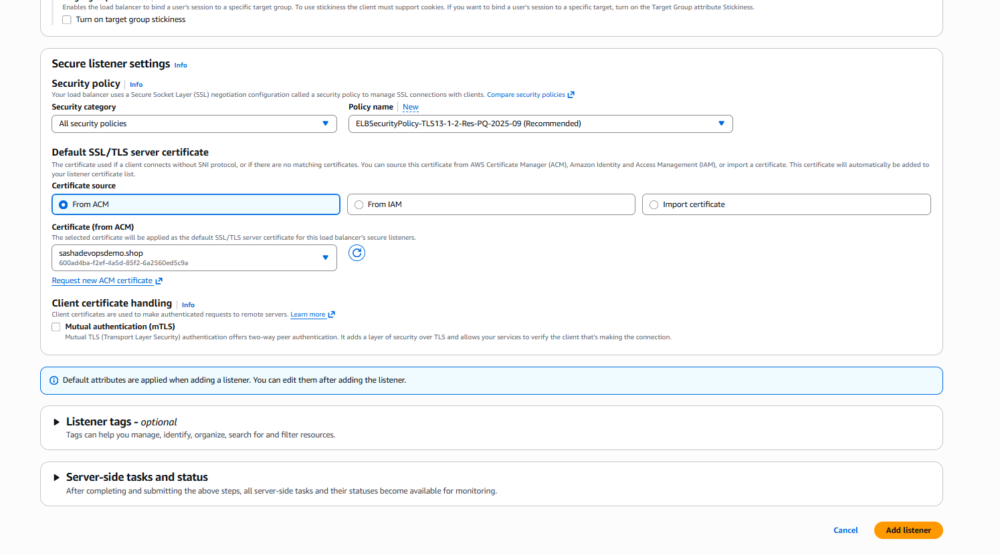 Enables the load balancer to bind a user's session to a specific target group. To use stickiness the client must support cookies. If you want to bind a user's session to a specific target, turn on the Target Group attribute Stickiness.
Turn on target group stickiness
Secure listener settings Info
Security policy Info
Your load balancer uses a Secure Socket Layer (SSL) negotiation configuration called a security policy to manage SSL connections with clients. Compare security policies
Security category
Policy name New
All security policies
ELBSecurityPolicy-TLS13-1-2-Res-PQ-2025-09 (Recommended)
Default SSL/TLS server certificate
The certificate used if a client connects without SNI protocol, or if there are no matching certificates. You can source this certificate from AWS Certificate Manager (ACM), Amazon Identity and Access Management (IAM), or import a certificate. This certificate will automatically be added to
your listener certificate list.
Certificate source
From ACM
From IAM
Import certificate
Certificate (from ACM)
The selected certificate will be applied as the default SSL/TLS server certificate for this load balancer's secure listeners.
sashadevopsdemo.shop
600ad4ba-f2ef-4a5d-85f2-6a2560ed5c9a
Request new ACM certificate
Client certificate handling Info
Client certificates are used to make authenticated requests to remote servers. Learn more
Mutual authentication (mTLS)
Mutual TLS (Transport Layer Security) authentication offers two-way peer authentication. It adds a layer of security over TLS and allows your services to verify the client that's making the connection.
Default attributes are applied when adding a listener. You can edit them after adding the listener.
Listener tags - optional
Tags can help you manage, identify, organize, search for and filter resources.
Server-side tasks and status
After completing and submitting the above steps, all server-side tasks and their statuses become available for monitoring.
Cancel
Add listener